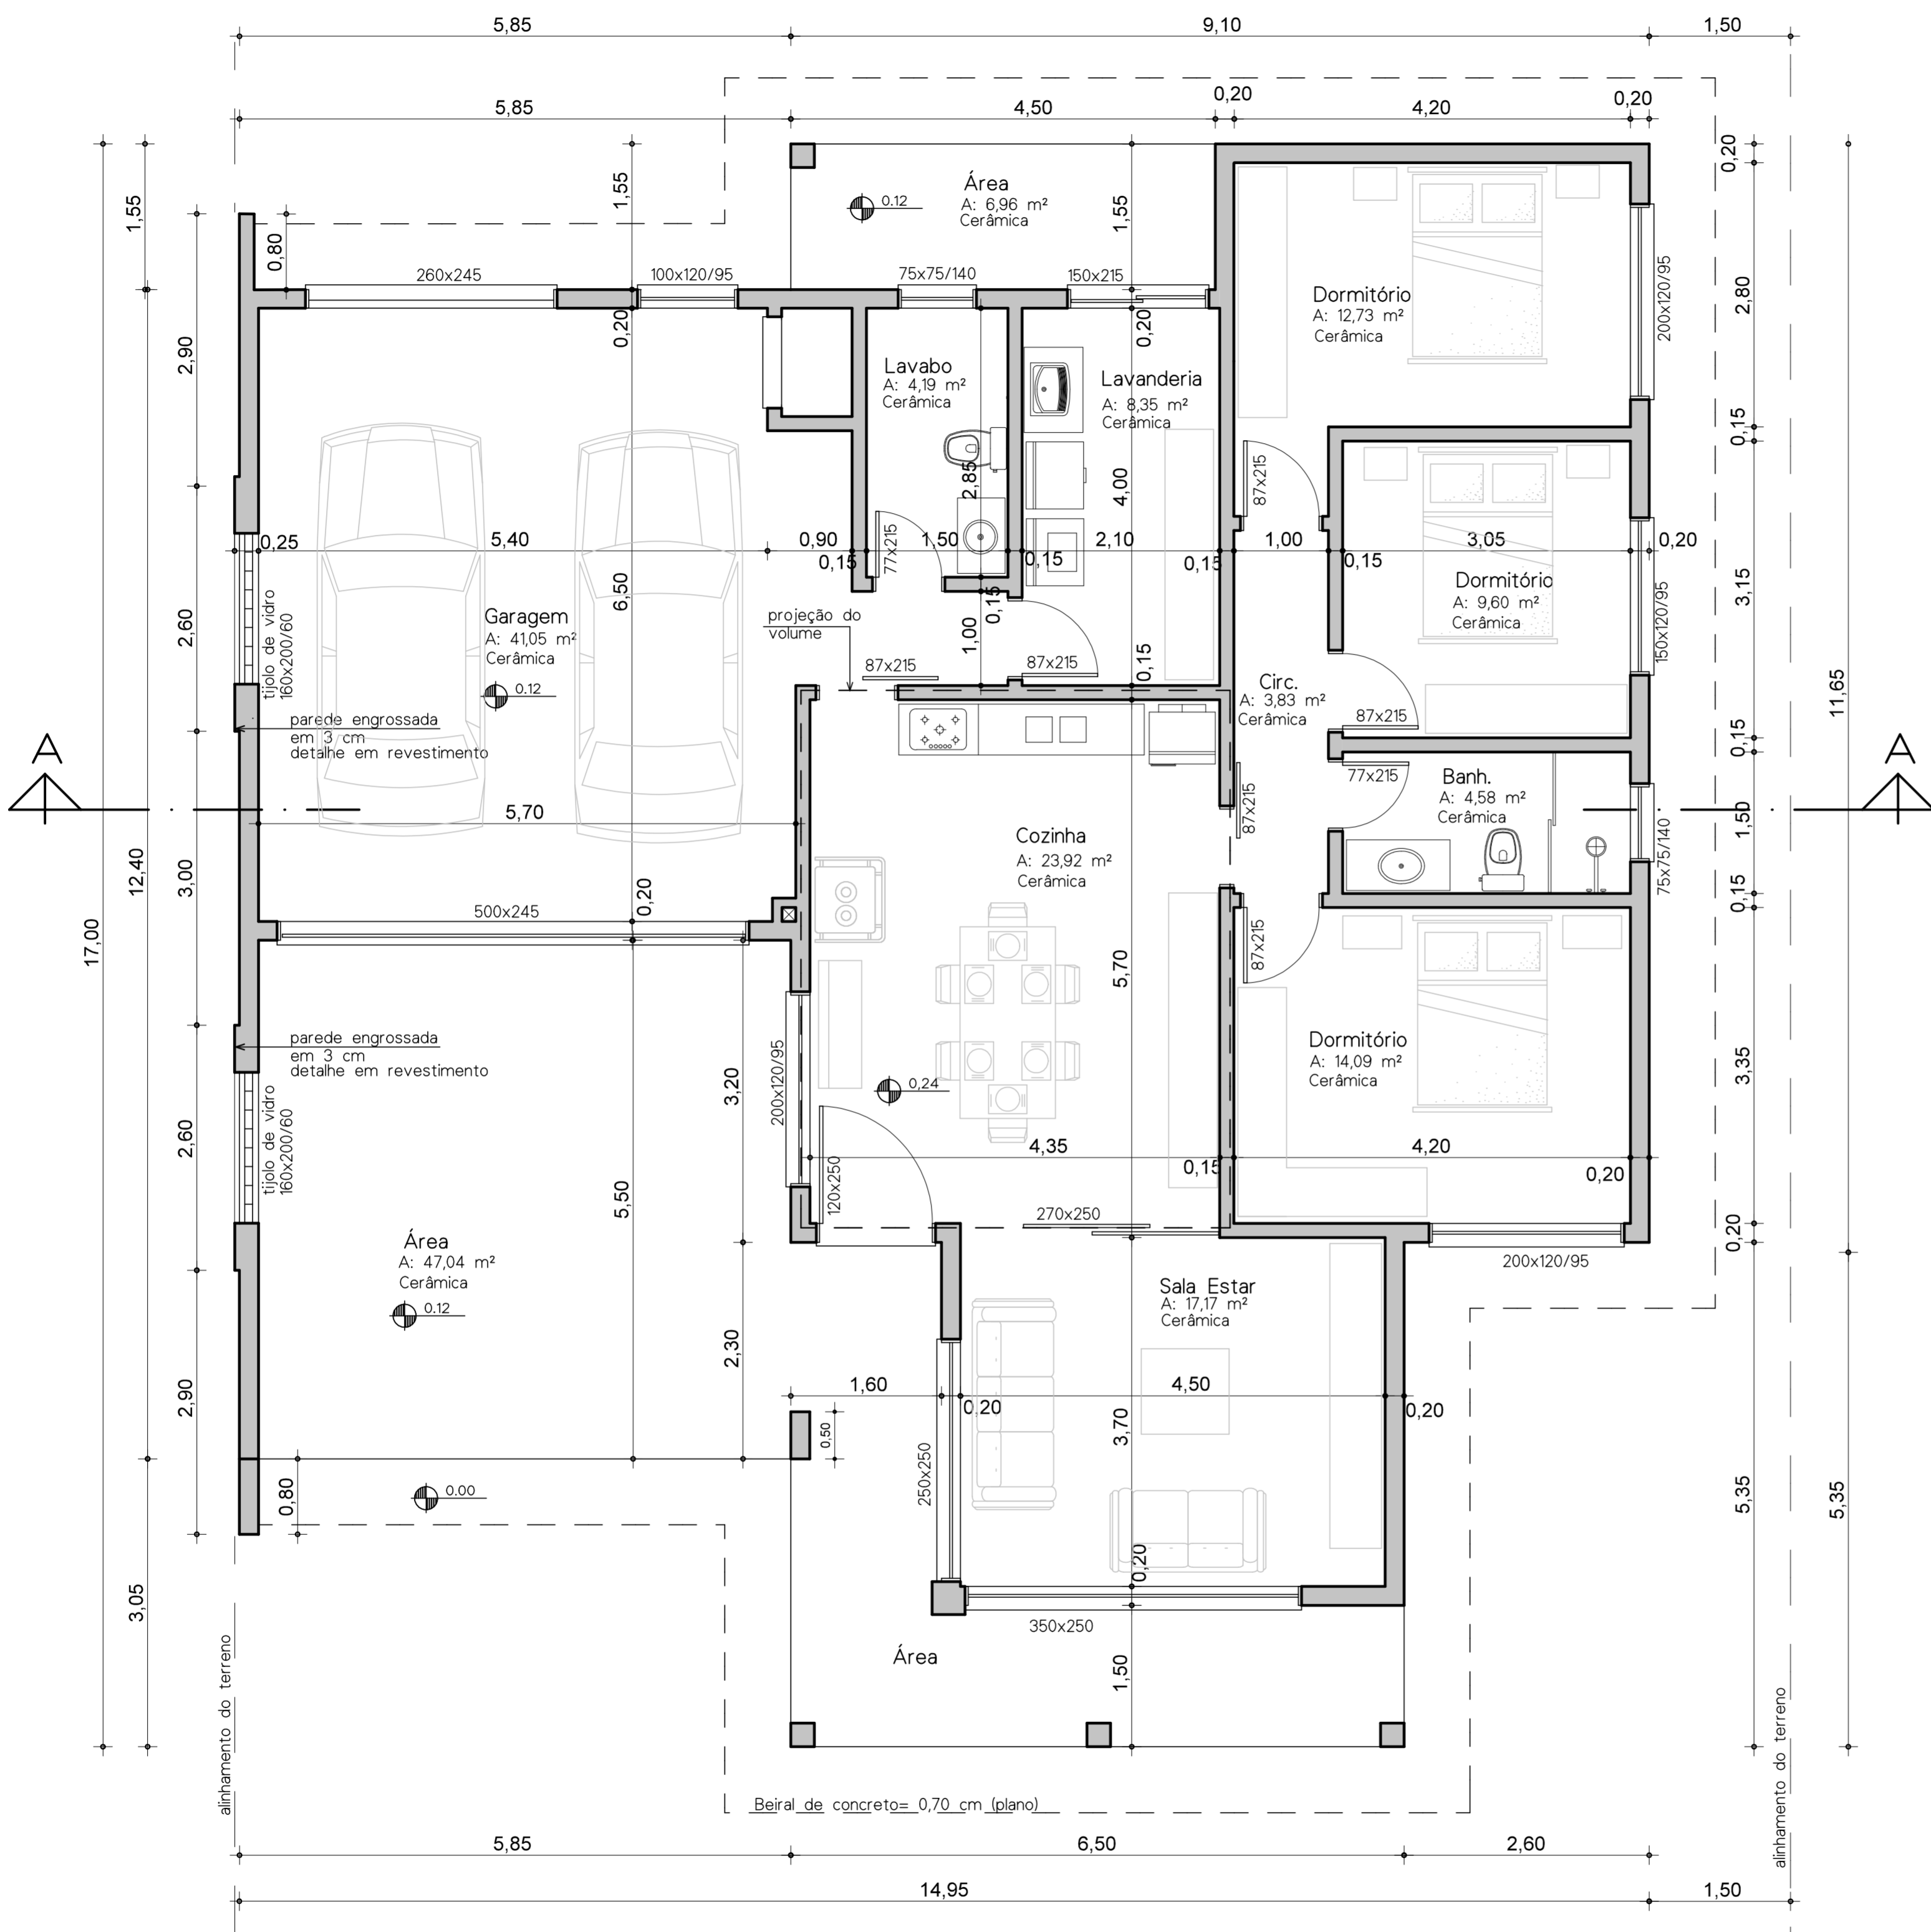 5,85
9,10
1,50
5,85
4,50
0,20
4,20
0,20
17,00
1,55
12,40
3,05
2,90
2,60
3,00
2,60
2,90
0,80
1,55
Área
A: 6,96 m²
Cerâmica
0.12
1,55
0,20
260x245
100x120/95
75x75/140
150x215
0,20
0,20
Dormitório
A: 12,73 m²
Cerâmica
200x120/95
2,80
0,15
Lavabo
A: 4,19 m²
Cerâmica
Lavanderia
A: 8,35 m²
Cerâmica
2,85
4,00
87x215
0,25
5,40
0,90
0,15
77x215
1,50
0,15
2,10
0,15
1,00
0,15
3,05
0,20
Dormitório
A: 9,60 m²
Cerâmica
150x120/95
3,15
tijolo de vidro
160x200/60
Garagem
A: 41,05 m²
Cerâmica
0.12
6,50
projeção do
volume
1,00
0,15
87x215
87x215
0,15
Circ.
A: 3,83 m²
Cerâmica
87x215
0,15
11,65
parede engrossada
em 3 cm
detalhe em revestimento
A
A
5,70
Cozinha
A: 23,92 m²
Cerâmica
87x215
77x215
Banh.
A: 4,58 m²
Cerâmica
75x75/140
1,50
0,15
500x245
0,20
87x215
5,70
parede engrossada
em 3 cm
detalhe em revestimento
tijolo de vidro
160x200/60
3,20
200x120/95
0,24
120x250
4,35
0,15
Dormitório
A: 14,09 m²
Cerâmica
4,20
0,20
3,35
0,20
270x250
200x120/95
5,50
Área
A: 47,04 m²
Cerâmica
0.12
2,30
Sala Estar
A: 17,17 m²
Cerâmica
1,60
0,20
4,50
0,20
3,70
0,50
250x250
0,80
0.00
0,20
350x250
5,35
5,35
Área
1,50
alinhamento do terreno
alinhamento do terreno
Beiral de concreto= 0,70 cm (plano)
5,85
6,50
2,60
14,95
1,50